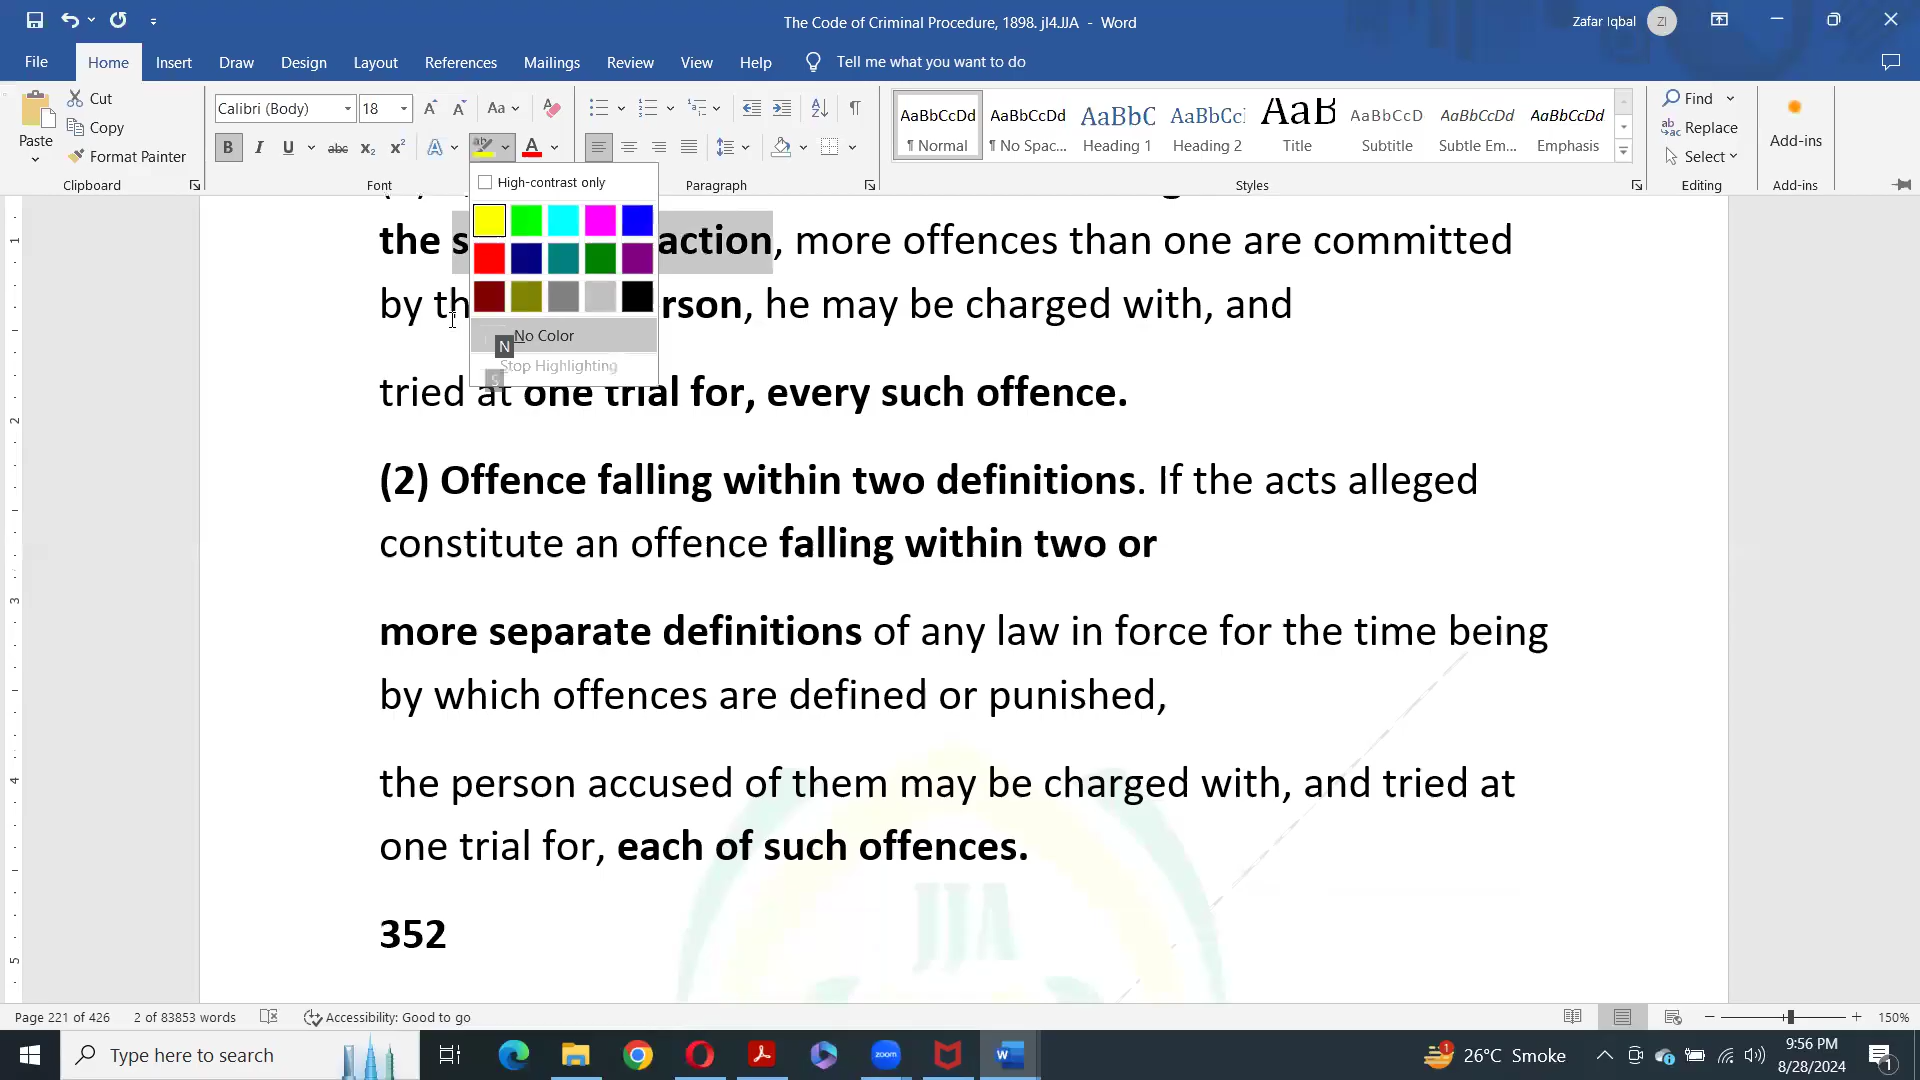 The Code of Criminal Procedure, 1898. jl4.JJA - Word
Zafar Iqbal ZI
File Home Insert Draw Design Layout References Mailings Review View Help Tell me what you want to do
Paste Cut
Copy
Format Painter
Calibri (Body) 18
AaBbCcDd AaBbCcDd AaBbC AaBbCc AaB AaBbCcD AaBbCcDd AaBbCcDd
¶ Normal ¶ No Spac... Heading 1 Heading 2 Title Subtitle Subtle Em... Emphasis
Find
Replace
Select
Add-ins
Clipboard Font Paragraph Styles Editing Add-ins
High-contrast only
No Color
N
Stop Highlighting
S
the s action, more offences than one are committed
by th rson, he may be charged with, and
tried at one trial for, every such offence.
(2) Offence falling within two definitions. If the acts alleged
constitute an offence falling within two or
more separate definitions of any law in force for the time being
by which offences are defined or punished,
the person accused of them may be charged with, and tried at
one trial for, each of such offences.
JJA
352
Page 221 of 426 2 of 83853 words Accessibility: Good to go 150%
Type here to search
zoom
26°C Smoke
9:56 PM
8/28/2024